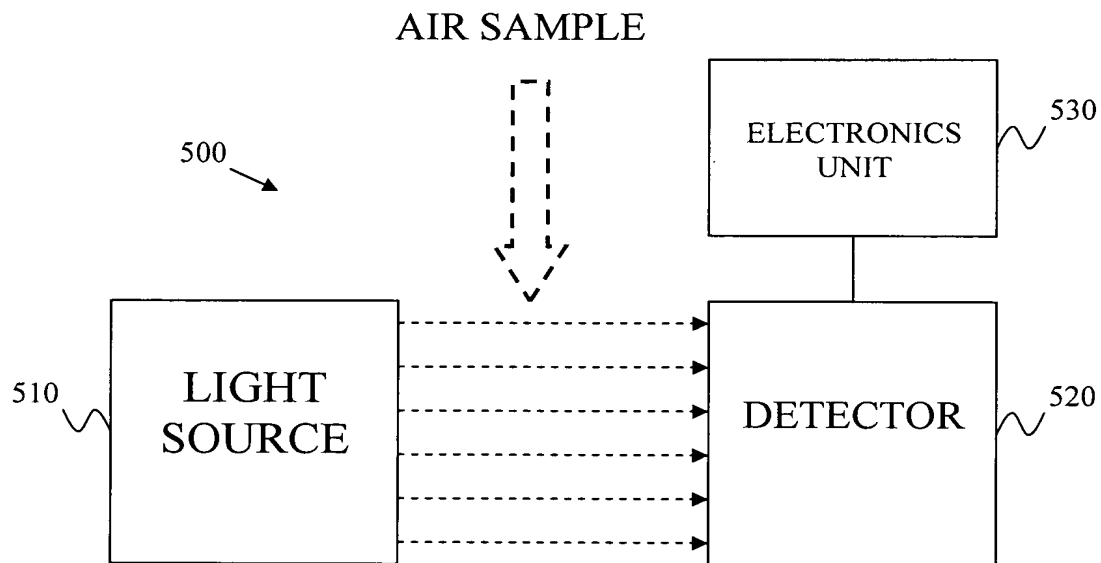 AIR SAMPLE
530
ELECTRONICS
UNIT
500
510
LIGHT
SOURCE
DETECTOR
520